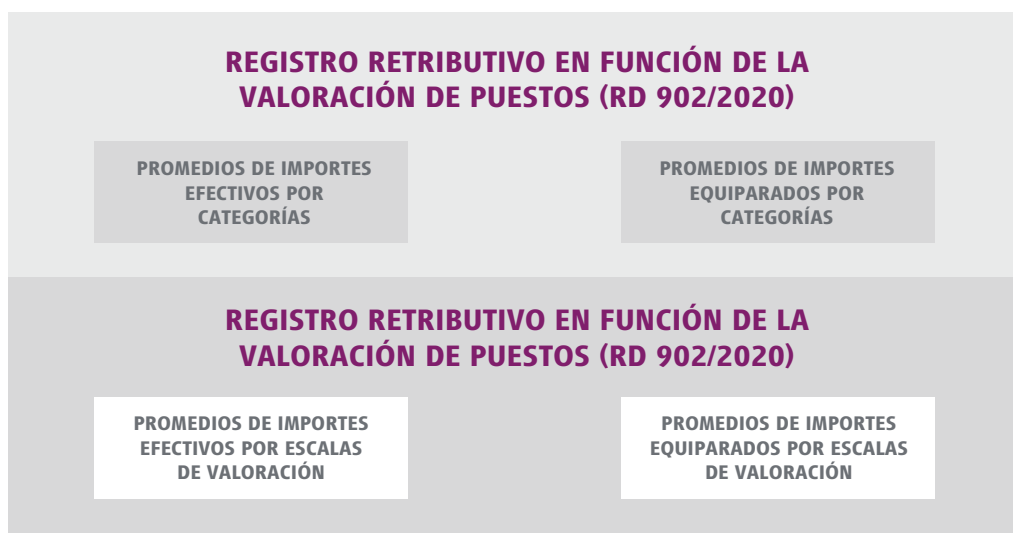 REGISTRO RETRIBUTIVO EN FUNCIÓN DE LA
VALORACIÓN DE PUESTOS (RD 902/2020)
PROMEDIOS DE IMPORTES
EFECTIVOS POR
CATEGORÍAS
PROMEDIOS DE IMPORTES
EQUIPARADOS POR
CATEGORÍAS
REGISTRO RETRIBUTIVO EN FUNCIÓN DE LA
VALORACIÓN DE PUESTOS (RD 902/2020)
PROMEDIOS DE IMPORTES
EFECTIVOS POR ESCALAS
DE VALORACIÓN
PROMEDIOS DE IMPORTES
EQUIPARADOS POR ESCALAS
DE VALORACIÓN